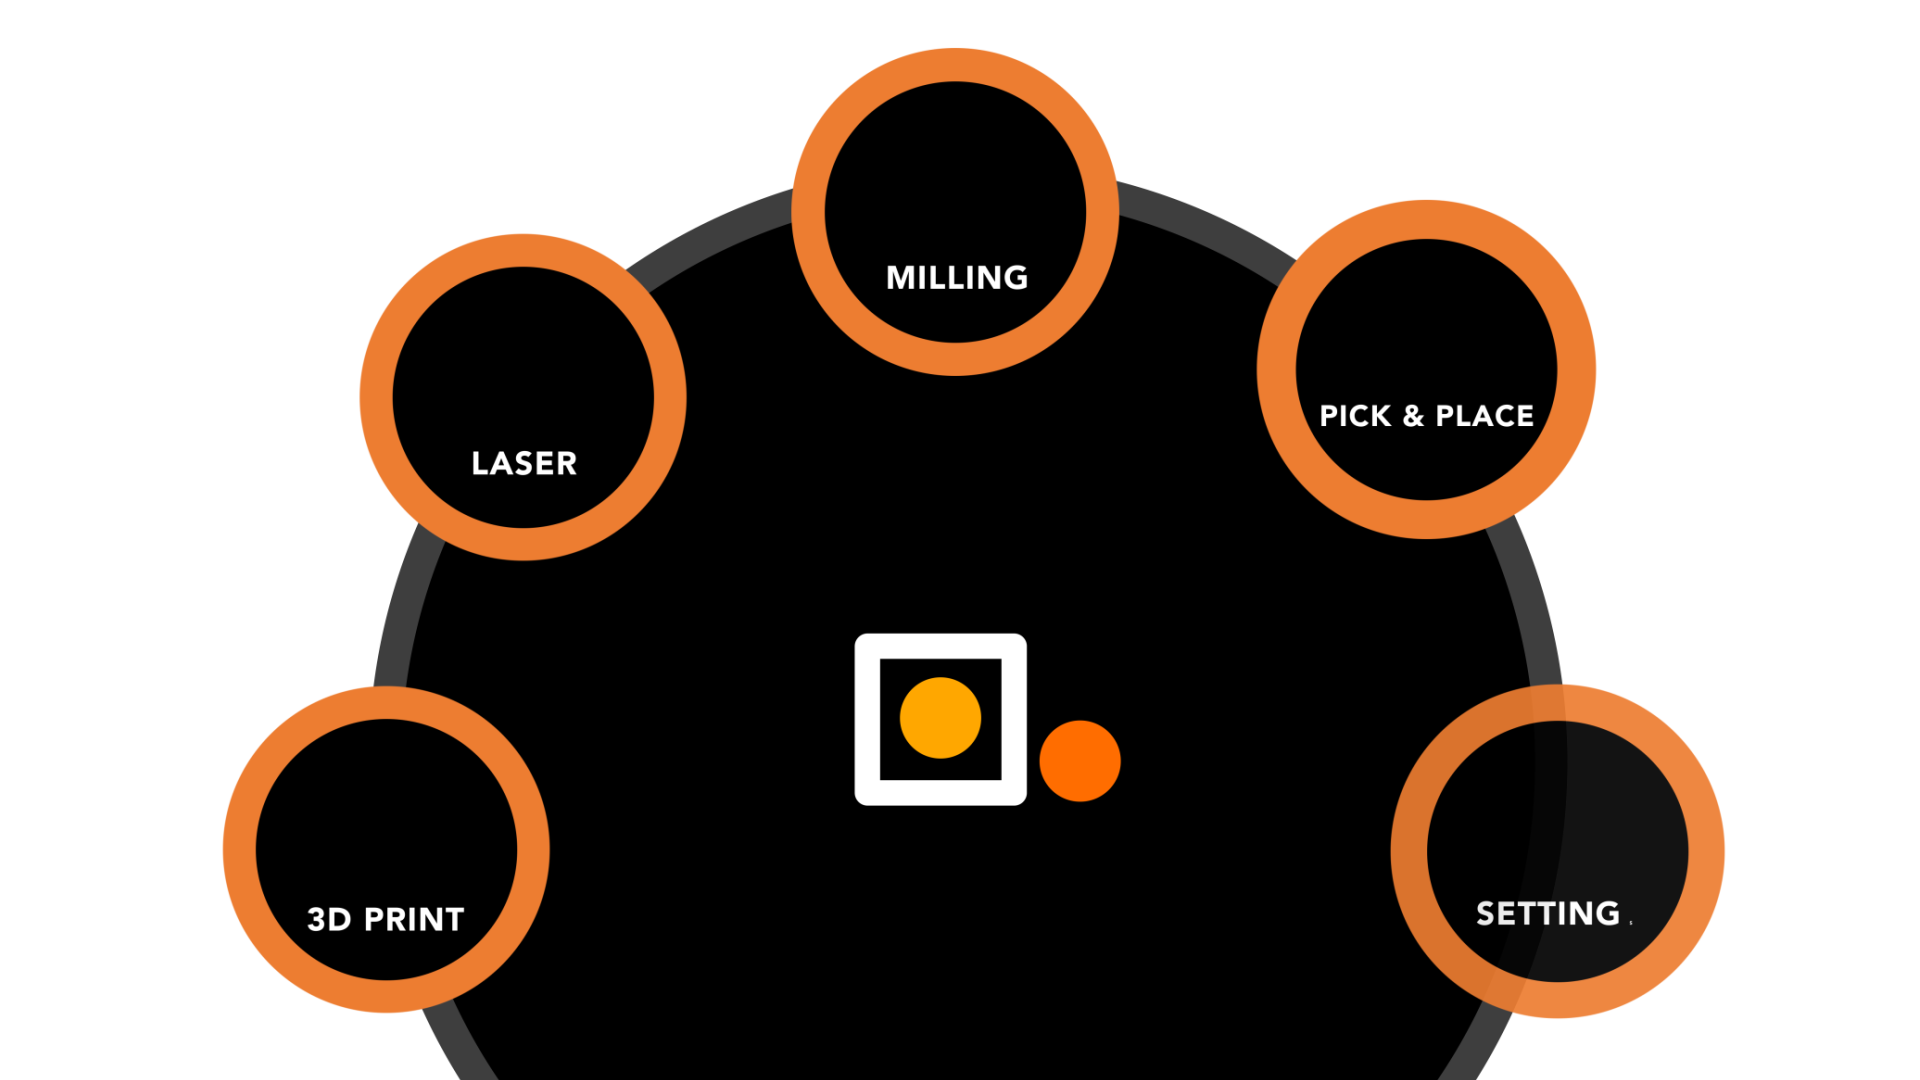 MILLING
PICK & PLACE
LASER
3D PRINT
SETTING